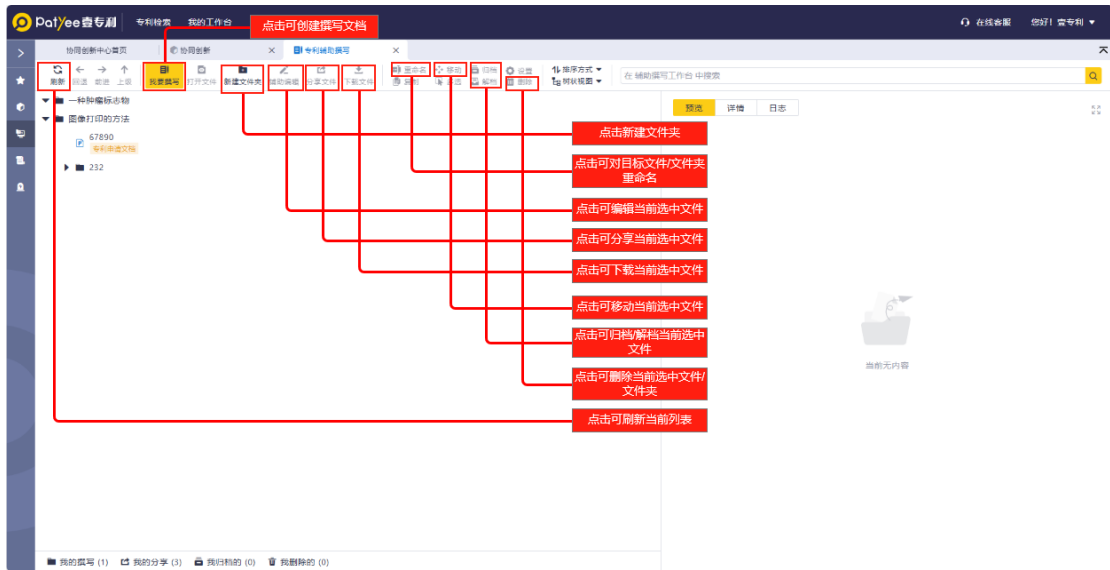 Patyee壹专利 专利检索 我的工作台 在线客服 您好！壹专利
点击可创建撰写文档
协同创新中心首页 协同创新 专利辅助撰写
刷新 回退 前进 上级 我要撰写 打开文件 新建文件夹 辅助编辑 分享文件 下载文件
重命名 移动 归档 设置 排序方式
复制 解档 删除 树状视图
在 辅助撰写工作台 中搜索
一种肿瘤标志物
图像打印的方法
67890
专利申请文档
232
预览 详情 日志
点击新建文件夹
点击可对目标文件/文件夹
重命名
点击可编辑当前选中文件
点击可分享当前选中文件
点击可下载当前选中文件
点击可移动当前选中文件
点击可归档/解档当前选中
文件
点击可删除当前选中文件/
文件夹
点击可刷新当前列表
当前无内容
我的撰写 (1) 我的分享 (3) 我归档的 (0) 我删除的 (0)